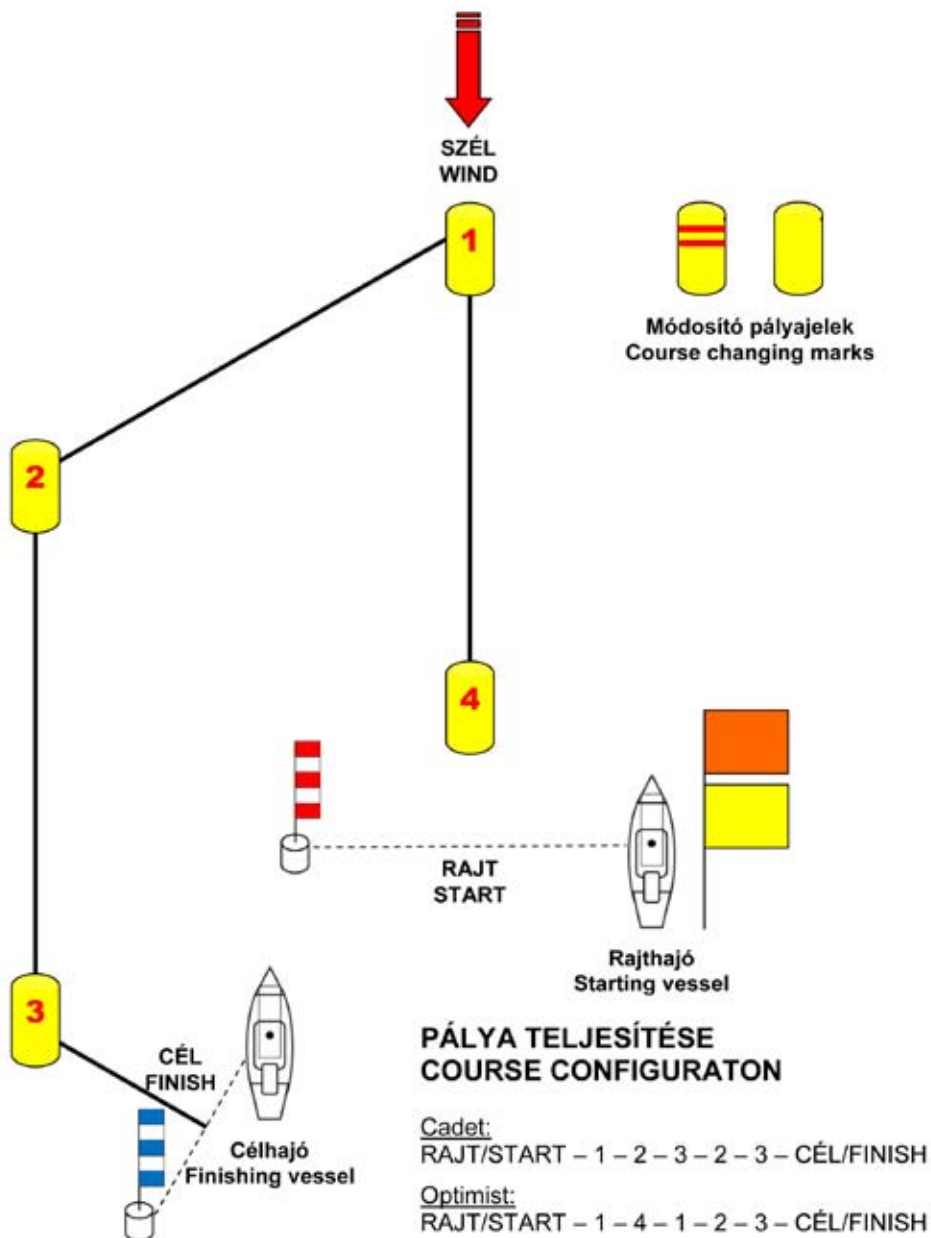 SZÉL
WIND
1
Módosító pályajelek
Course changing marks
2
4
RAJT
START
Rajthajó
Starting vessel
3
CÉL
FINISH
Célhajó
Finishing vessel
PÁLYA TELJESÍTÉSE
COURSE CONFIGURATON
Cadet:
RAJT/START – 1 – 2 – 3 – 2 – 3 – CÉL/FINISH
Optimist:
RAJT/START – 1 – 4 – 1 – 2 – 3 – CÉL/FINISH